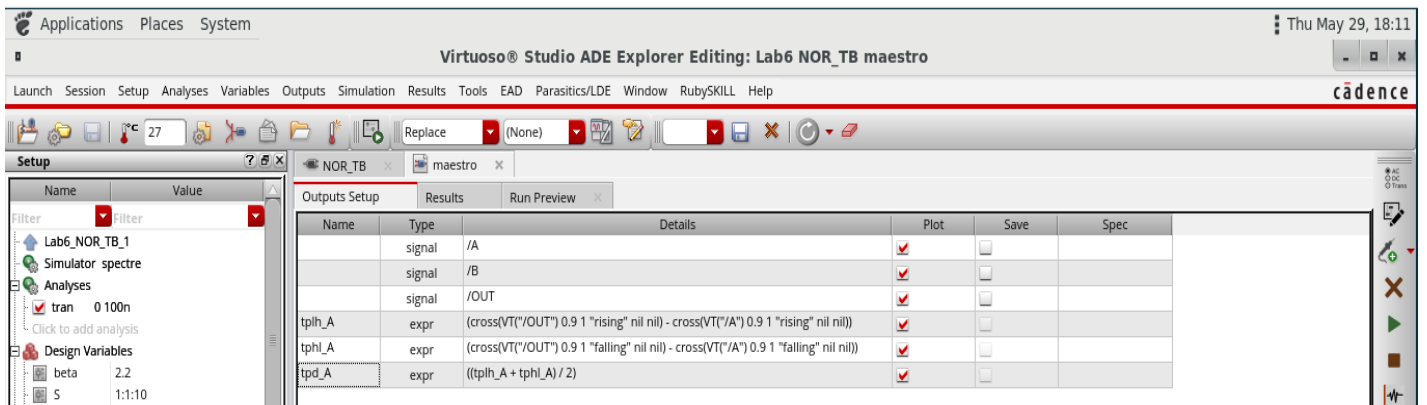 Applications Places System Thu May 29, 18:11
Virtuoso® Studio ADE Explorer Editing: Lab6 NOR_TB maestro
Launch Session Setup Analyses Variables Outputs Simulation Results Tools EAD Parasitics/LDE Window RubySKILL Help cādence
°C 27 Replace (None)
Setup NOR_TB maestro
Name Value Outputs Setup Results Run Preview
Filter Filter Name Type Details Plot Save Spec
Lab6_NOR_TB_1 signal /A
Simulator spectre signal /B
Analyses
tran 0 100n signal /OUT
Click to add analysis tplh_A expr (cross(VT("/OUT") 0.9 1 "rising" nil nil) - cross(VT("/A") 0.9 1 "rising" nil nil))
Design Variables tphl_A expr (cross(VT("/OUT") 0.9 1 "falling" nil nil) - cross(VT("/A") 0.9 1 "falling" nil nil))
beta 2.2 tpd_A expr ((tplh_A + tphl_A) / 2)
S 1:1:10
AC
DC
Trans